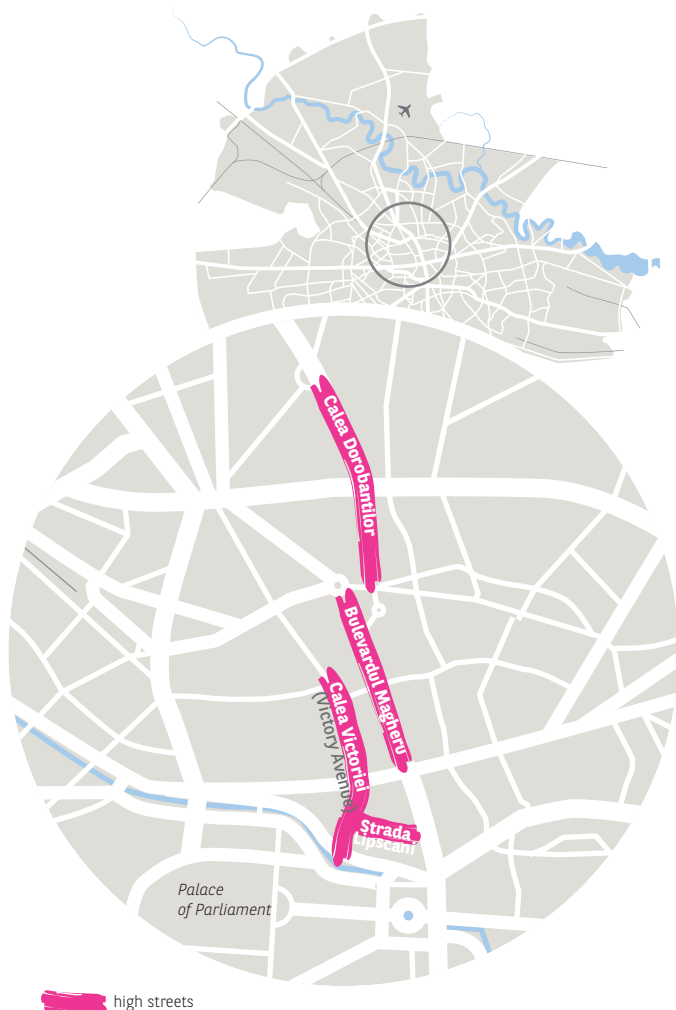 Calea Dorobantilor
Bulevardul Magheru
Calea Victoriei
(Victory Avenue)
Strada
Lipscani
Palace
of Parliament
high streets